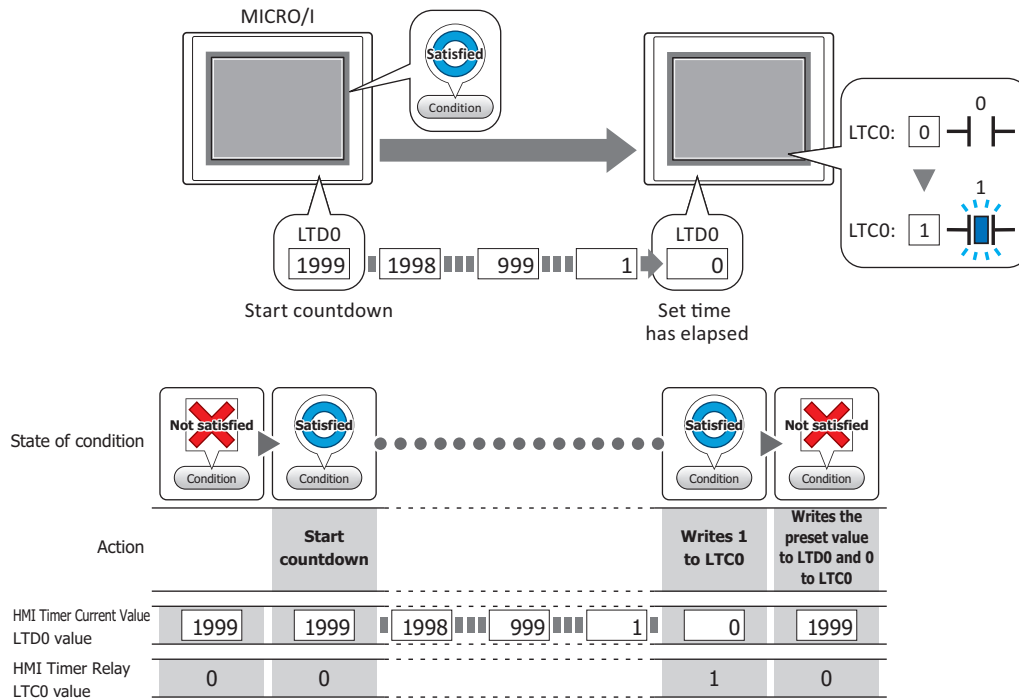 MICRO/I
Satisfied
Condition
0
LTC0: 0
1
LTC0: 1
LTD0
LTD0
1999 1998 999 1 0
Start countdown
Set time
has elapsed
State of condition
Not satisfied Satisfied Satisfied Not satisfied
Condition Condition Condition Condition
Action
Start
countdown
Writes 1
to LTC0
Writes the
preset value
to LTD0 and 0
to LTC0
HMI Timer Current Value
LTD0 value
1999 1999 1998 999 1 0 1999
HMI Timer Relay
LTC0 value
0 0 1 0